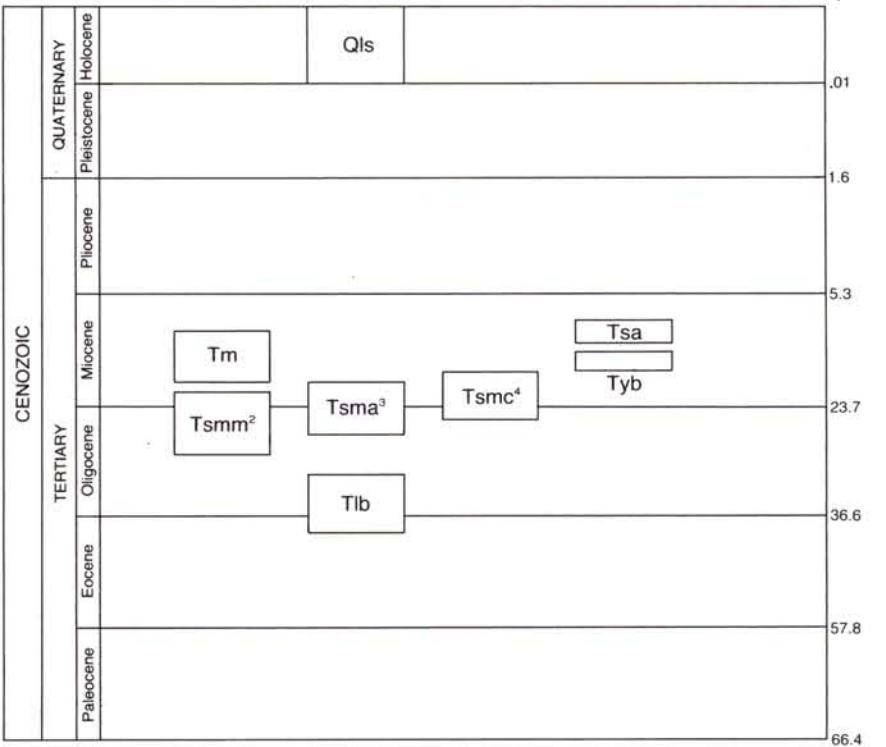 CENOZOIC
QUATERNARY
TERTIARY
Holocene
Pleistocene
Pliocene
Miocene
Oligocene
Eocene
Paleocene
Qls
.01
1.6
5.3
Tm
Tsmm²
Tsma³
Tsmc⁴
Tsa
Tyb
23.7
Tlb
36.6
57.8
66.4